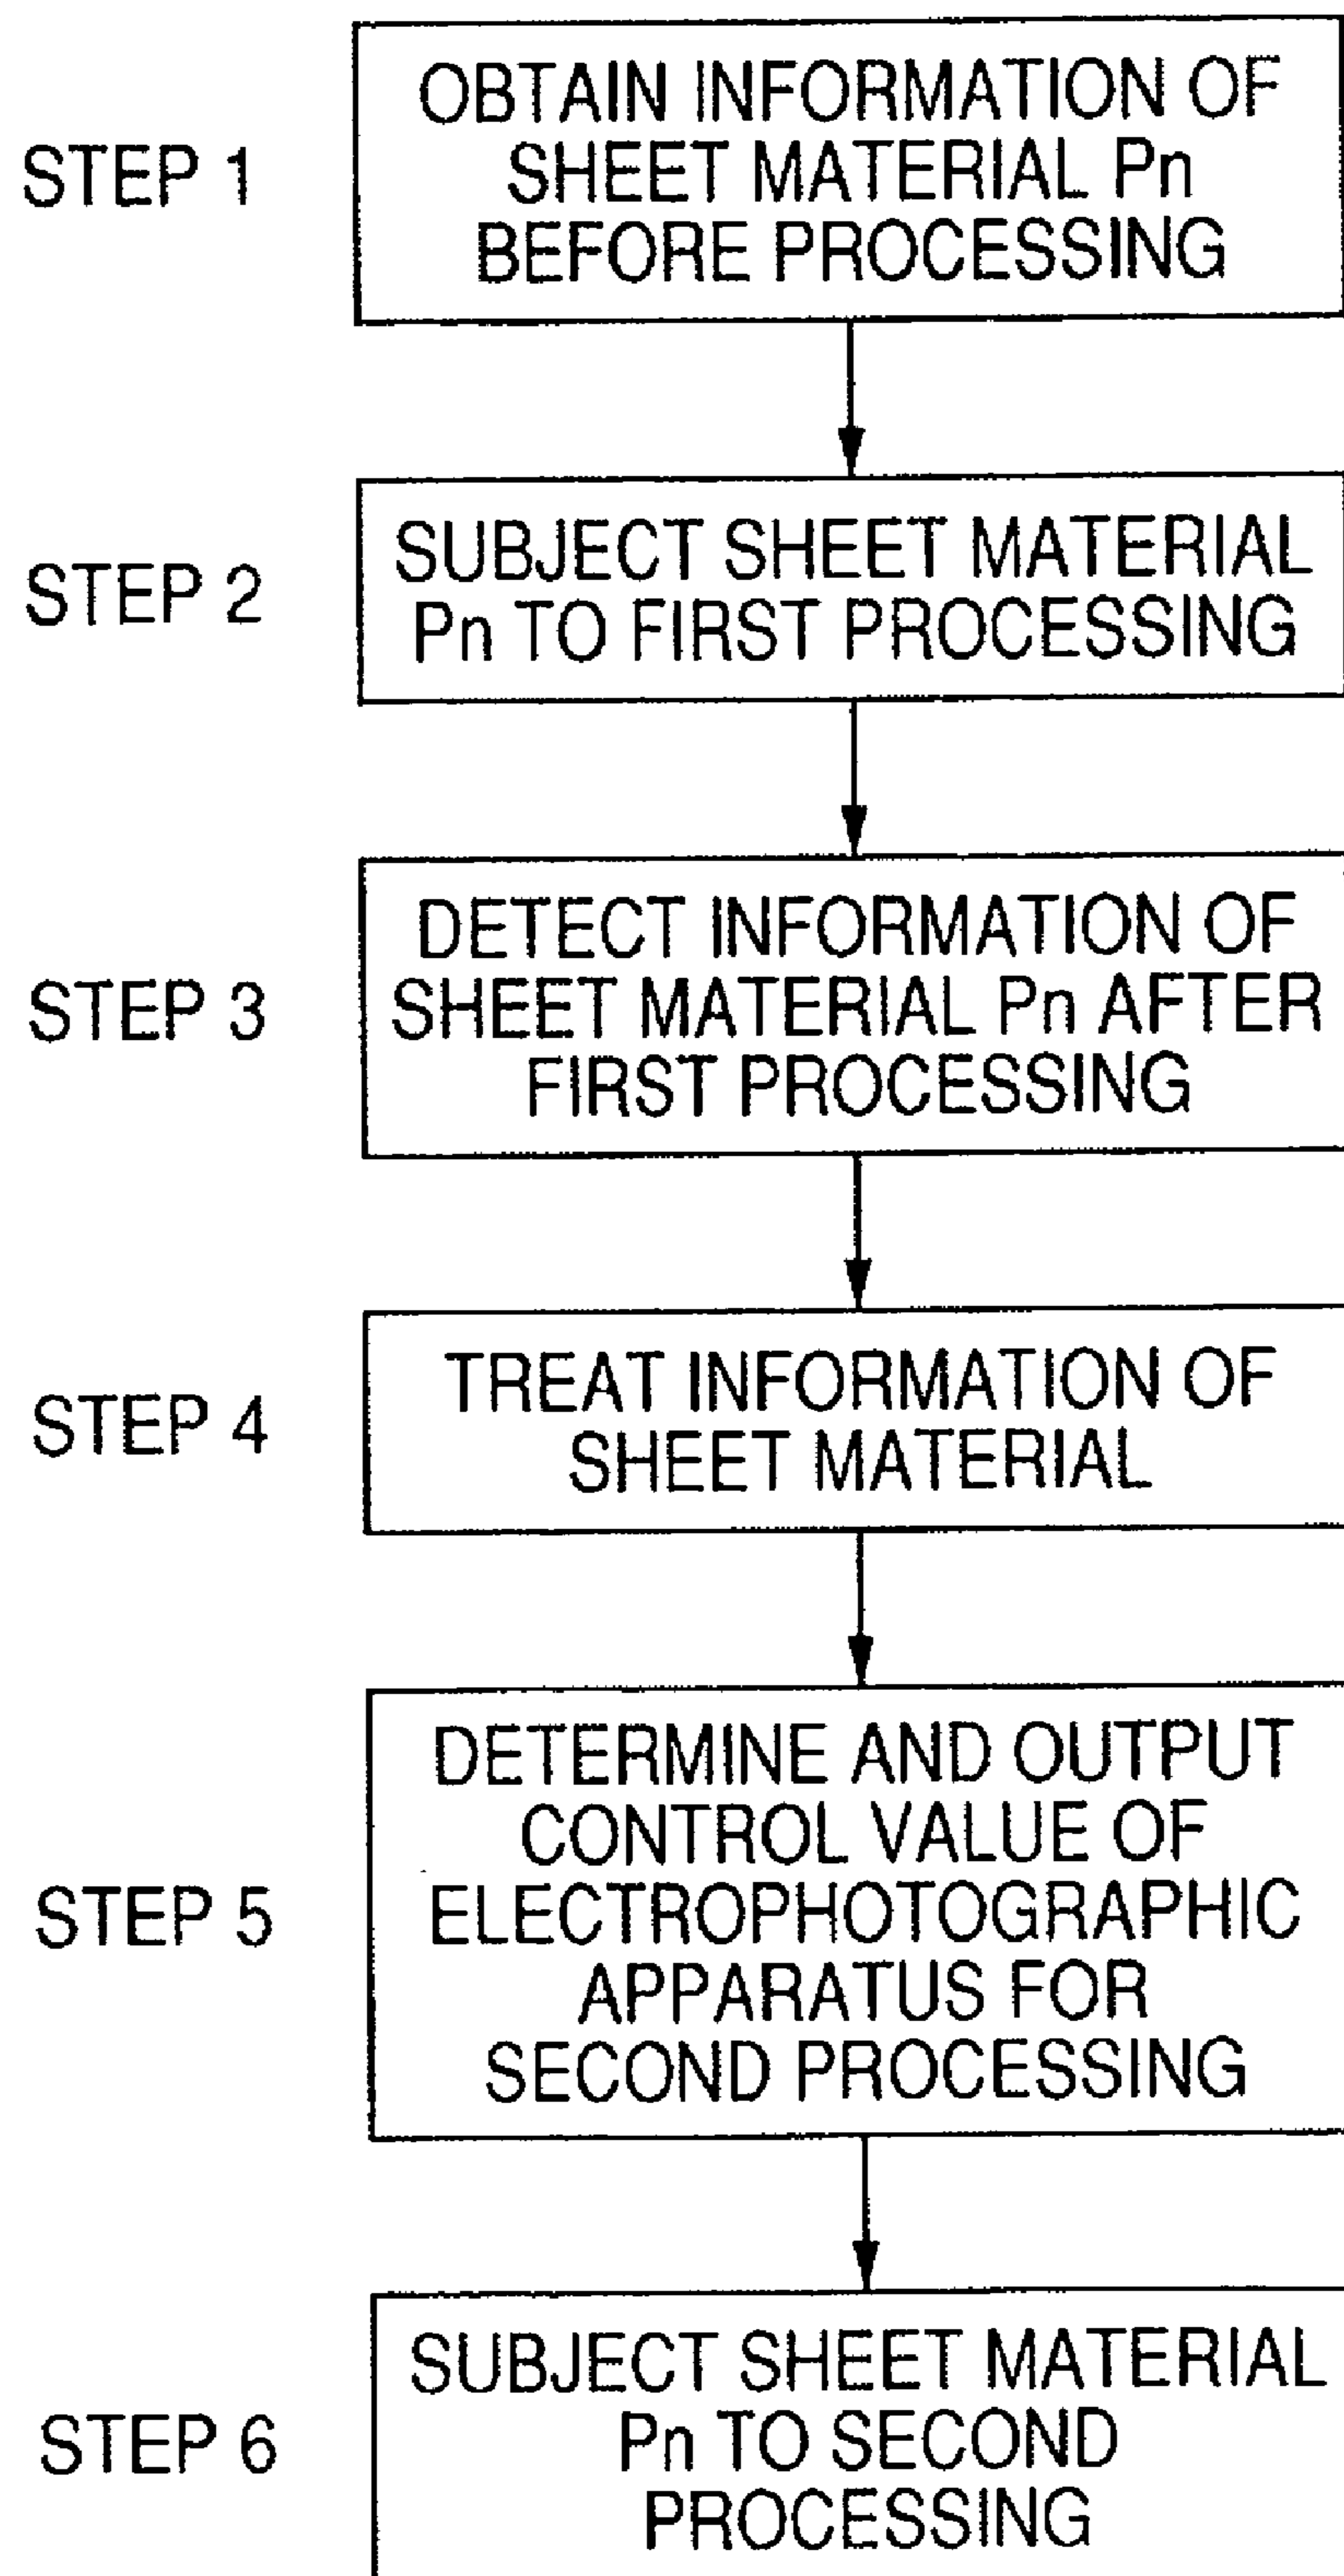 STEP 1
OBTAIN INFORMATION OF
SHEET MATERIAL Pn
BEFORE PROCESSING
STEP 2
SUBJECT SHEET MATERIAL
Pn TO FIRST PROCESSING
STEP 3
DETECT INFORMATION OF
SHEET MATERIAL Pn AFTER
FIRST PROCESSING
STEP 4
TREAT INFORMATION OF
SHEET MATERIAL
STEP 5
DETERMINE AND OUTPUT
CONTROL VALUE OF
ELECTROPHOTOGRAPHIC
APPARATUS FOR
SECOND PROCESSING
STEP 6
SUBJECT SHEET MATERIAL
Pn TO SECOND
PROCESSING